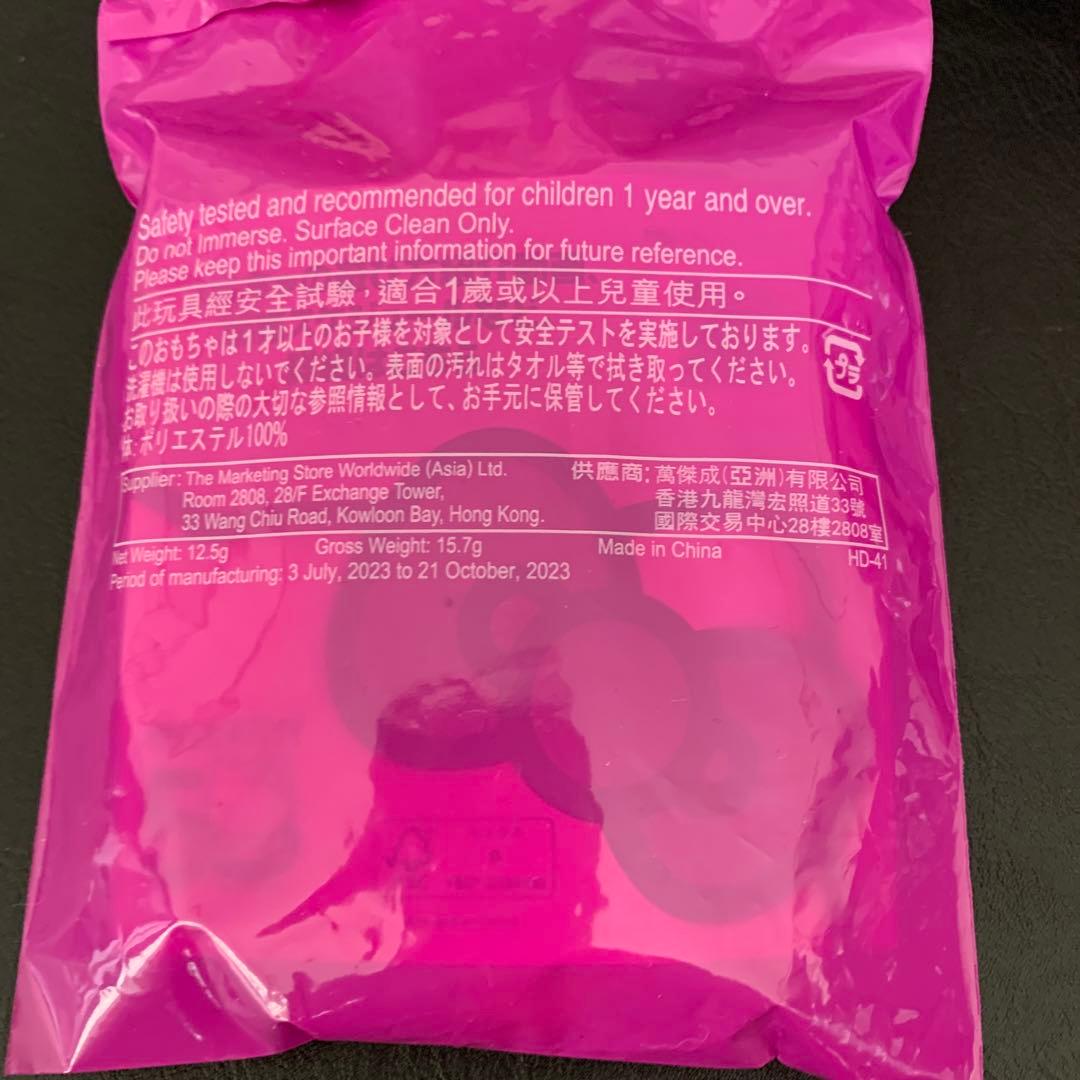 Safety tested and recommended for children 1 year and over.
Do not Immerse. Surface Clean Only.
Please keep this important information for future reference.
此玩具經安全試驗，適合1歲或以上兒童使用。
このおもちゃは1才以上のお子様を対象として安全テストを実施しております。
洗濯機は使用しないでください。表面の汚れはタオル等で拭き取ってください。
お取り扱いの際の大切な参照情報として、お手元に保管してください。
プラ
: ポリエステル100%
Supplier: The Marketing Store Worldwide (Asia) Ltd.
Room 2808, 28/F Exchange Tower,
33 Wang Chiu Road, Kowloon Bay, Hong Kong.
供應商: 萬傑成(亞洲)有限公司
香港九龍灣宏照道33號
國際交易中心28樓2808室
Net Weight: 12.5g
Gross Weight: 15.7g
Made in China
HD-41
Period of manufacturing: 3 July, 2023 to 21 October, 2023